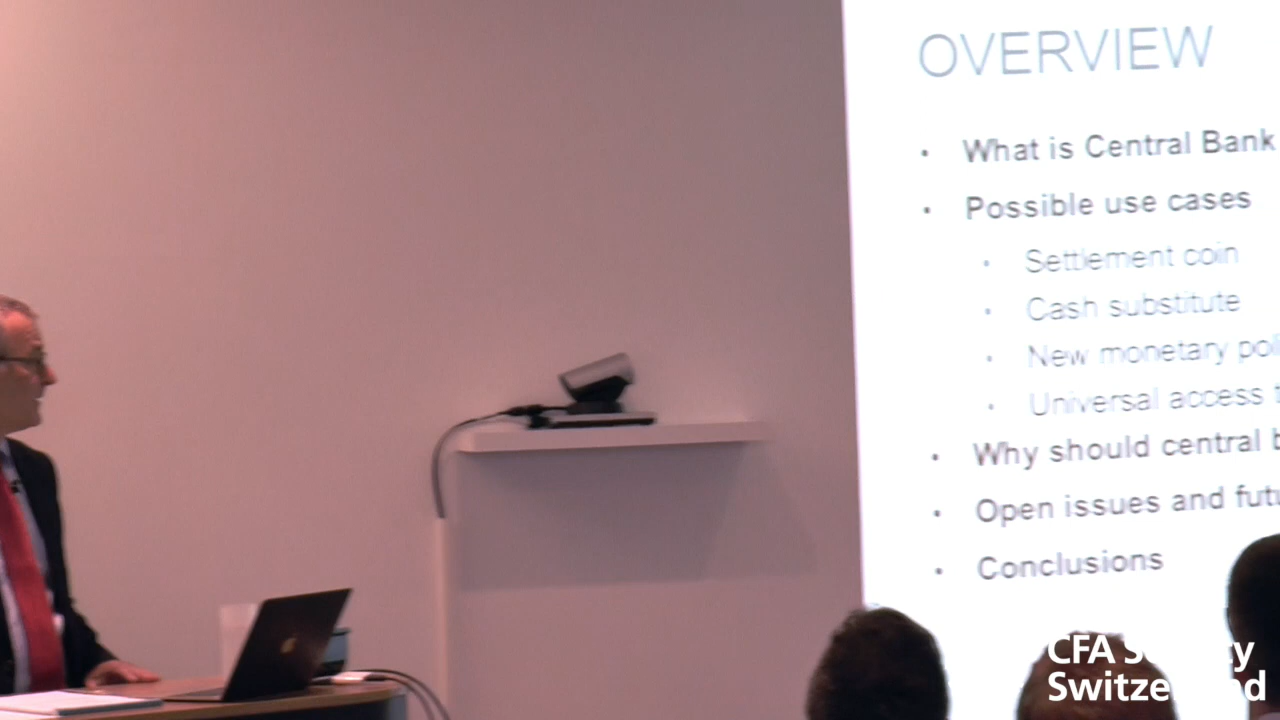 OVERVIEW
• What is Central Bank
• Possible use cases
• Settlement coin
• Cash substitute
• New monetary
• Universal access
• Why should central
• Open issues and
• Conclusions
CFA